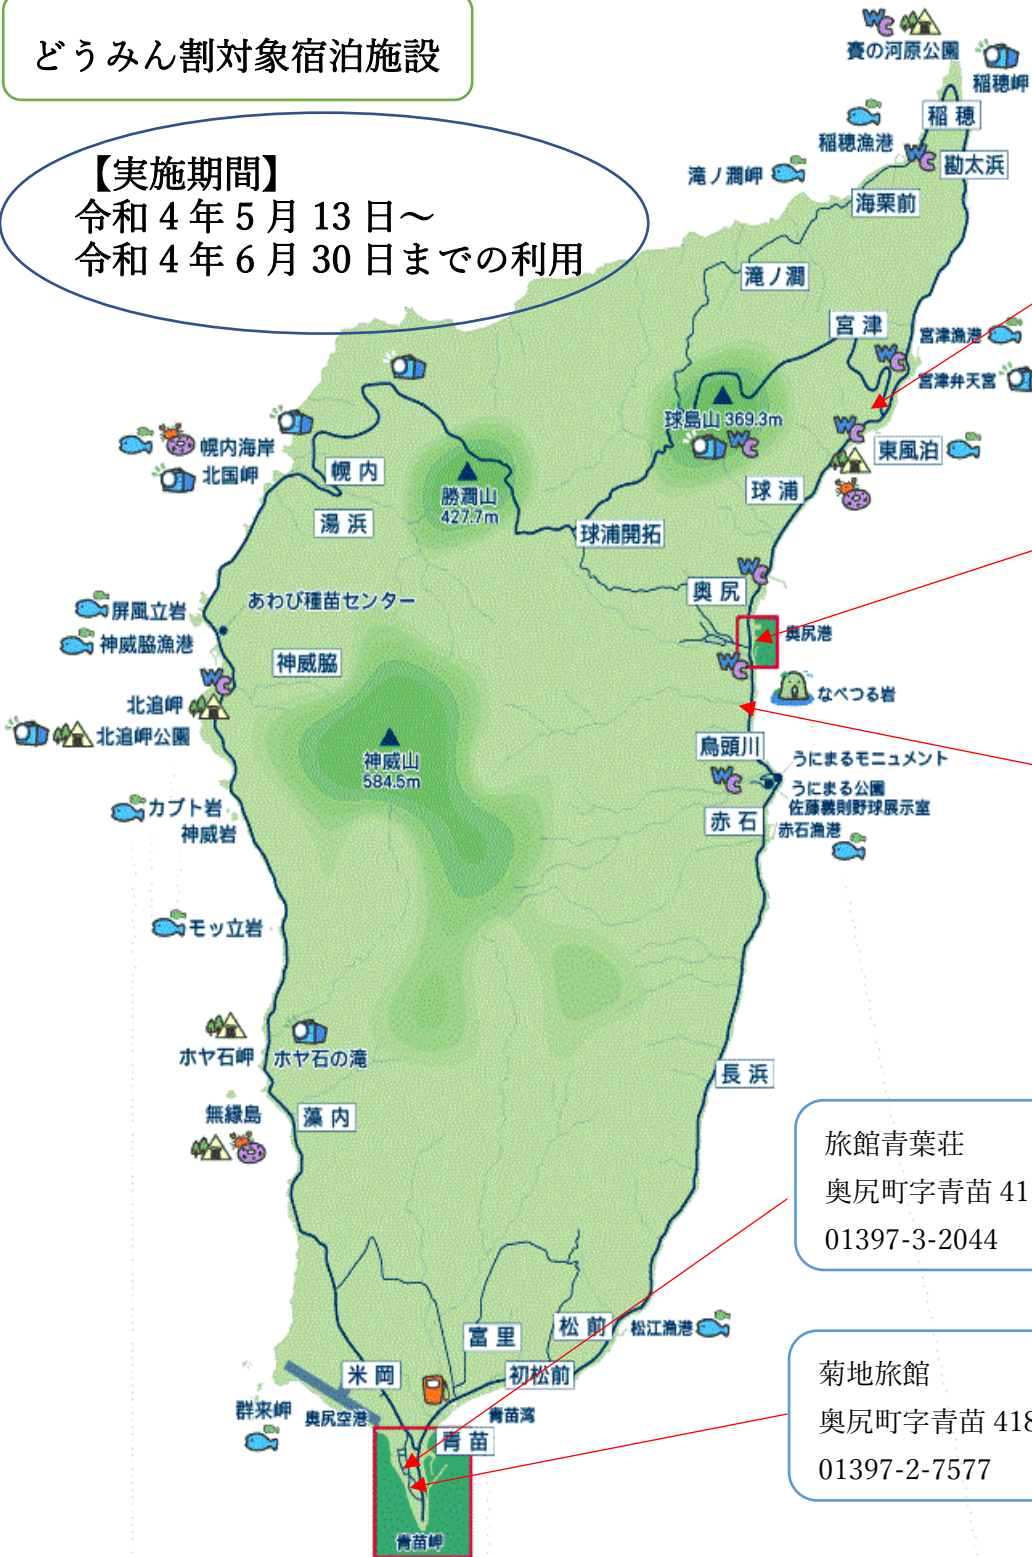 どうみん割対象宿泊施設
【実施期間】
令和４年５月 13 日～
令和４年６月 30 日までの利用
WC
賽の河原公園
稲穂岬
稲穂
稲穂漁港
WC
勘太浜
滝ノ澗岬
海栗前
滝ノ澗
宮津
宮津漁港
WC
宮津弁天宮
球島山 369.3m
WC
WC
東風泊
幌内海岸
北国岬
幌内
勝澗山
427.7m
球浦
湯浜
球浦開拓
WC
奥尻
あわび種苗センター
屏風立岩
奥尻港
神威脇漁港
神威脇
WC
WC
なべつる岩
北追岬
北追岬公園
神威山
584.5m
烏頭川
うにまるモニュメント
WC
うにまる公園
佐藤義則野球展示室
カブト岩
神威岩
赤石
赤石漁港
モッ立岩
ホヤ石岬
ホヤ石の滝
長浜
無縁島
藻内
旅館青葉荘
奥尻町字青苗 41
01397-3-2044
松前
松江漁港
富里
米岡
初松前
群来岬
奥尻空港
青苗湾
青苗
菊地旅館
奥尻町字青苗 418
01397-2-7577
青苗岬